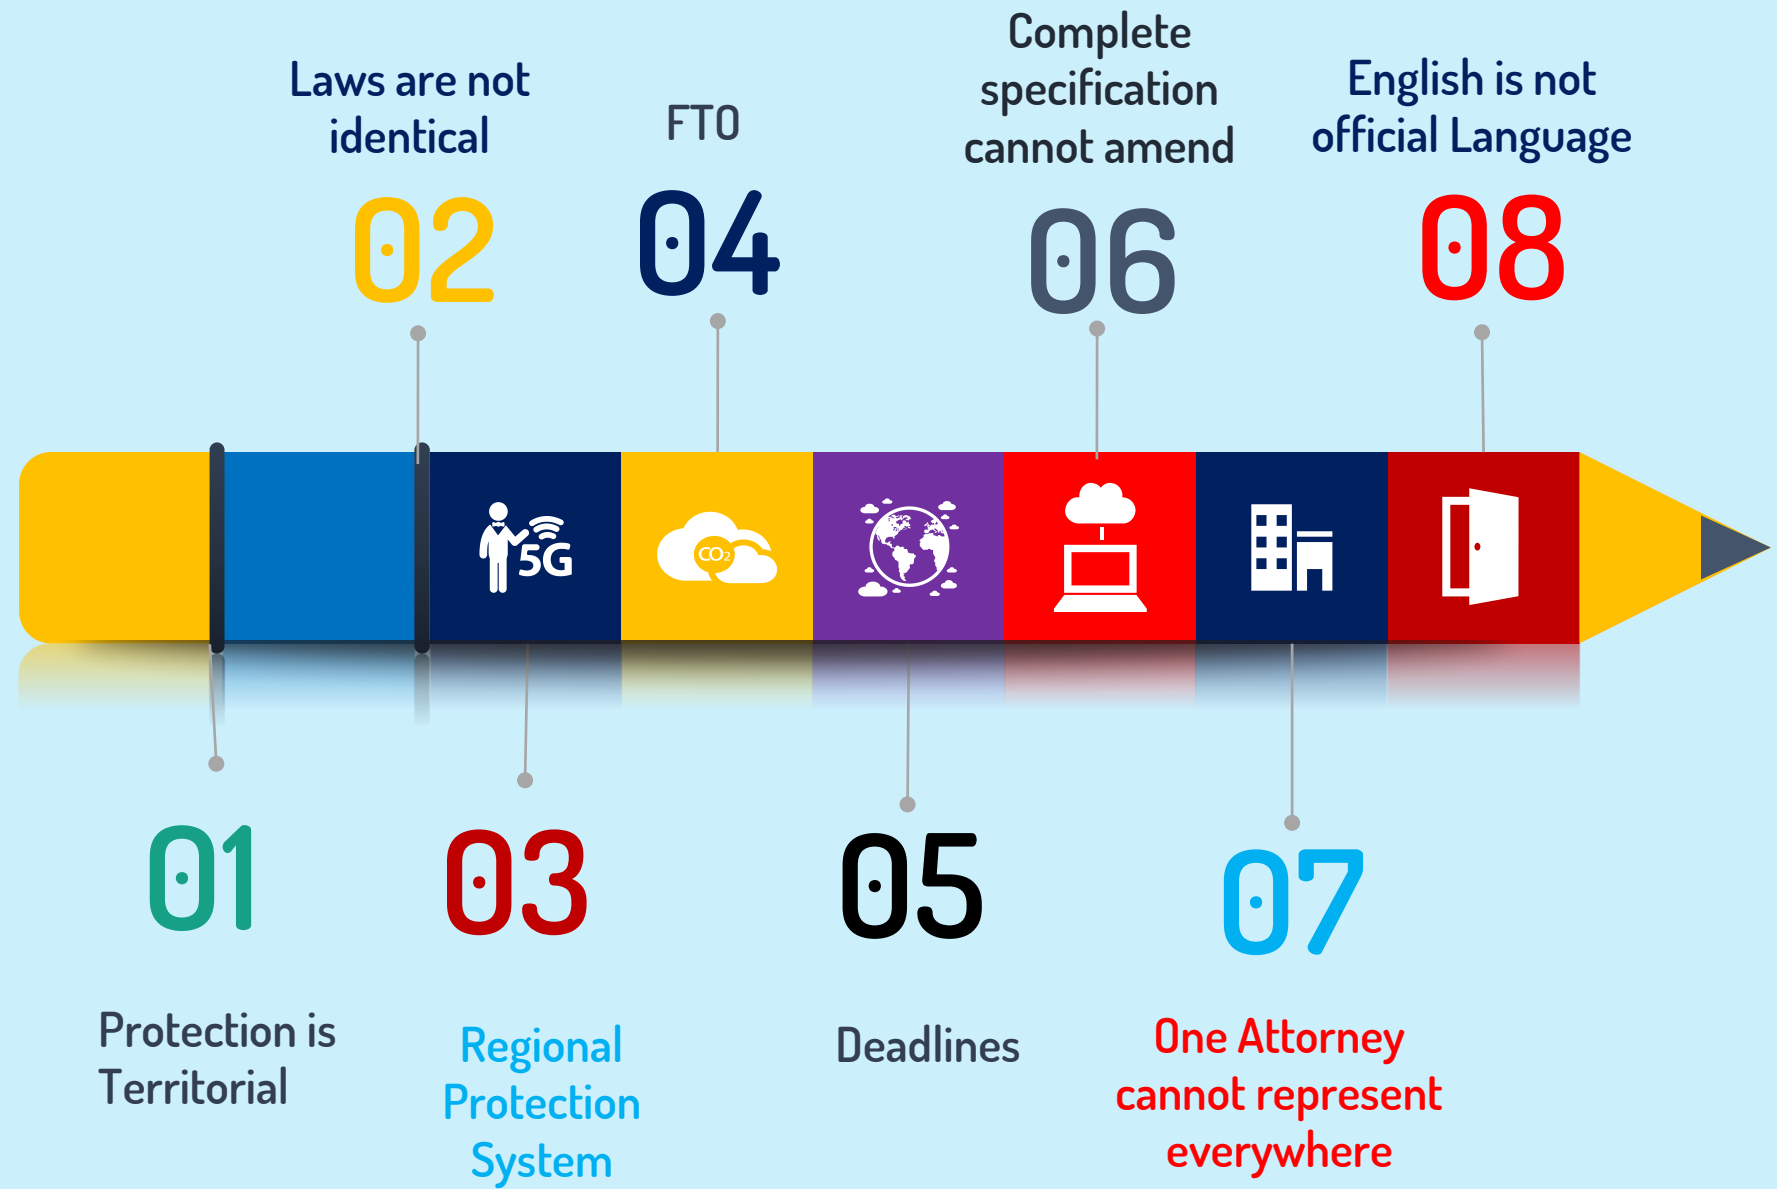 Laws are not
identical
02
FTO
04
Complete
specification
cannot amend
06
English is not
official Language
08
5G
CO2
01
Protection is
Territorial
03
Regional
Protection
System
05
Deadlines
07
One Attorney
cannot represent
everywhere